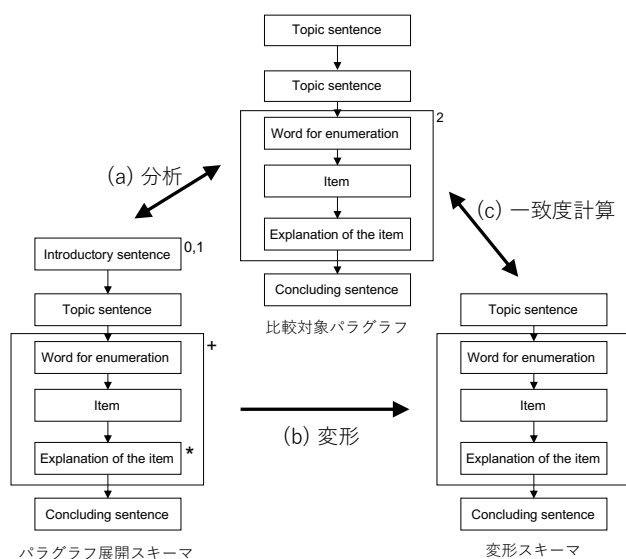 Topic sentence
Topic sentence
2
Word for enumeration
Item
Explanation of the item
Concluding sentence
比較対象パラグラフ
(a) 分析
(c) 一致度計算
Introductory sentence
0,1
Topic sentence
+
Word for enumeration
Item
Explanation of the item
*
Concluding sentence
パラグラフ展開スキーマ
(b) 変形
Topic sentence
Word for enumeration
Item
Explanation of the item
Concluding sentence
変形スキーマ